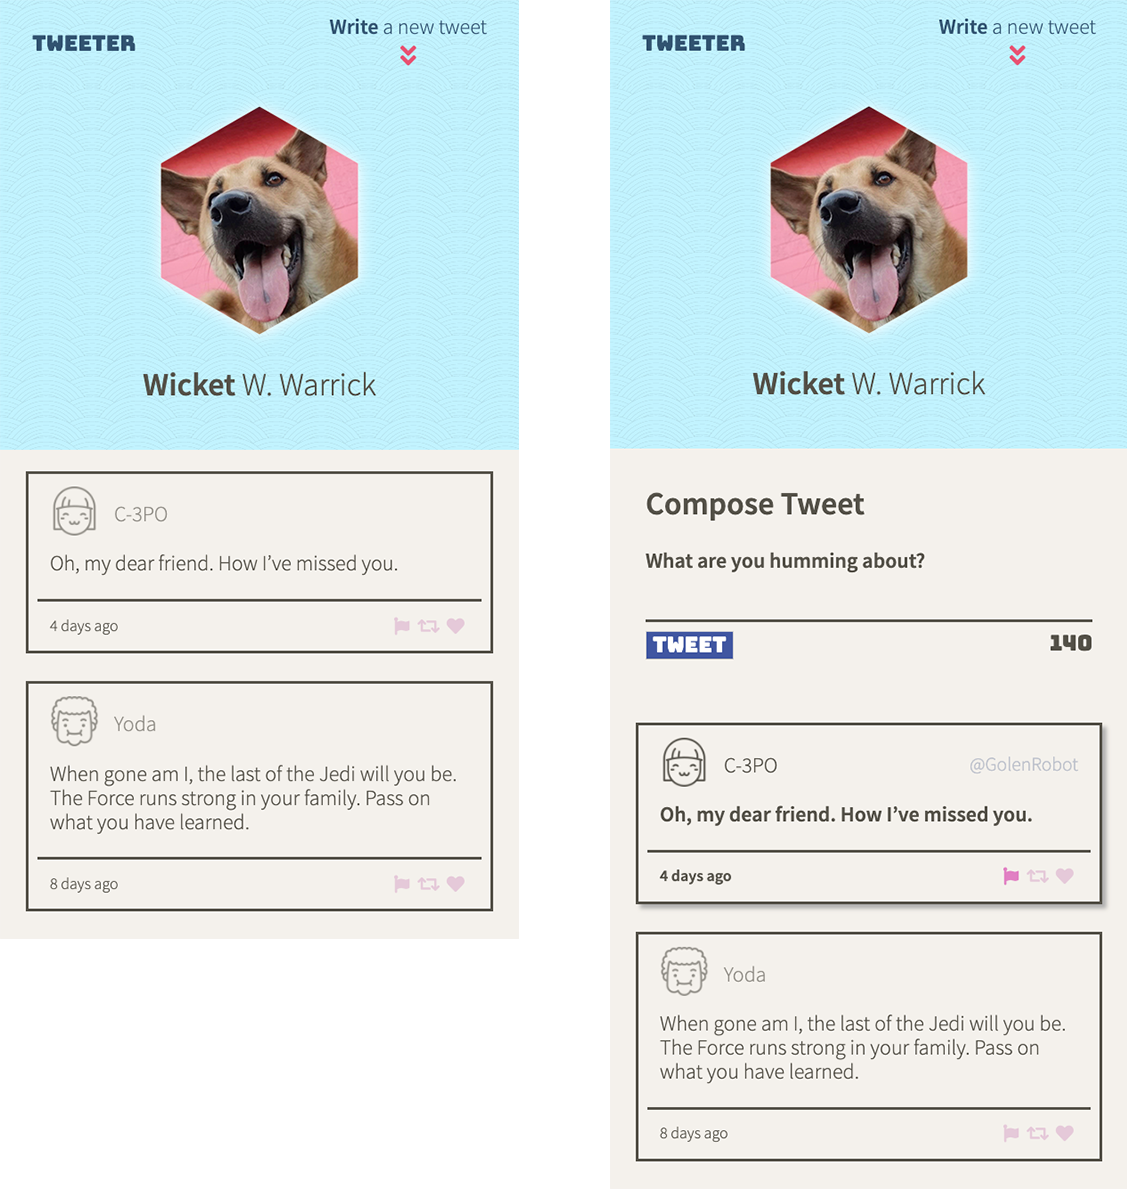 TWEETER
Write a new tweet
Wicket W. Warrick
C-3PO
Oh, my dear friend. How I've missed you.
4 days ago
Yoda
When gone am I, the last of the Jedi will you be.
The Force runs strong in your family. Pass on
what you have learned.
8 days ago
TWEETER
Write a new tweet
Wicket W. Warrick
Compose Tweet
What are you humming about?
TWEET
140
C-3PO
@GolenRobot
Oh, my dear friend. How I've missed you.
4 days ago
Yoda
When gone am I, the last of the Jedi will you be.
The Force runs strong in your family. Pass on
what you have learned.
8 days ago